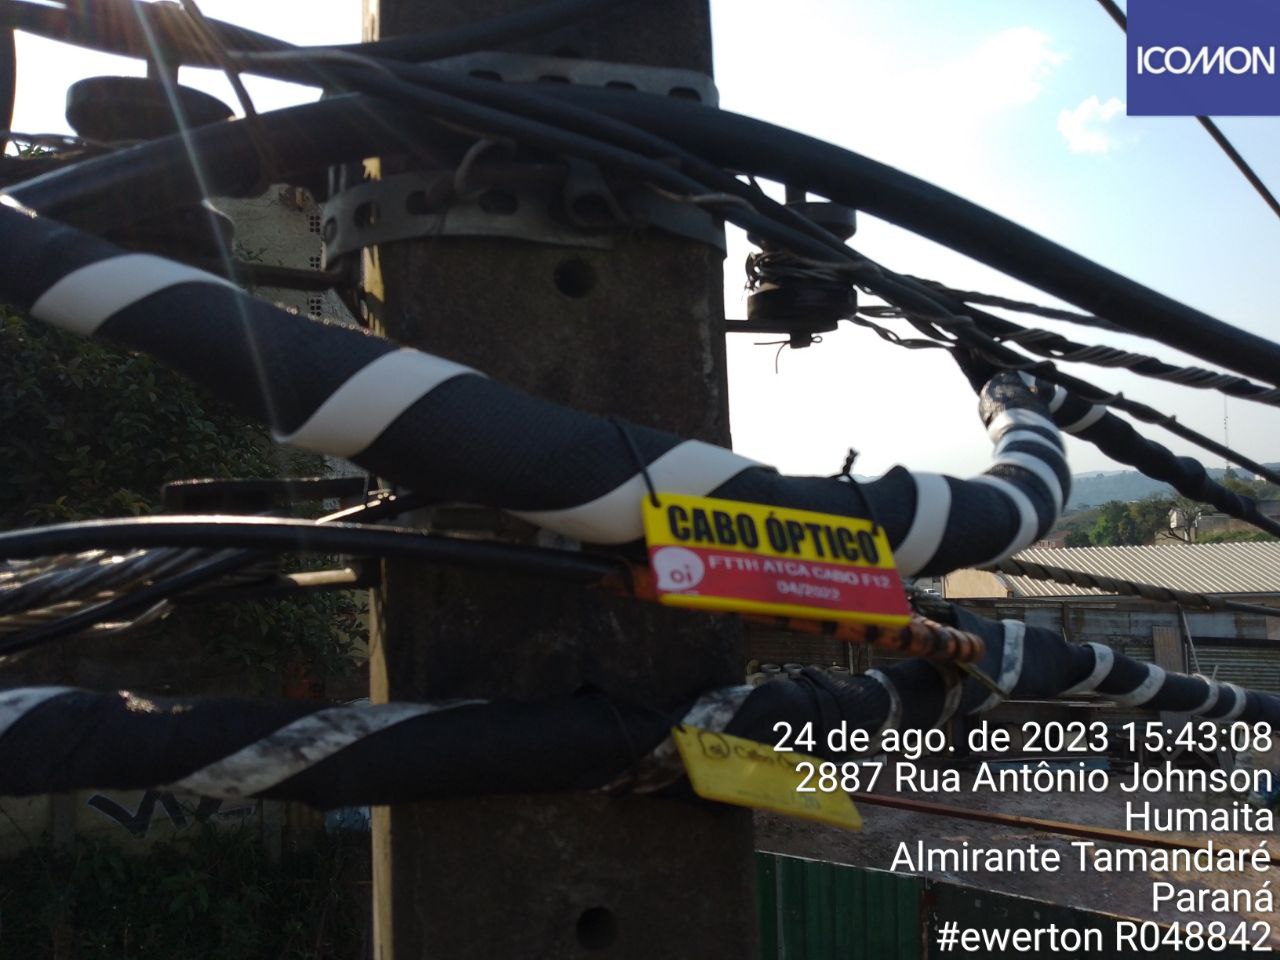 ICOMON
CABO ÓPTICO
oi
FTTH ATCA CABO F12
04/2022
24 de ago. de 2023 15:43:08
2887 Rua Antônio Johnson
Humaita
Almirante Tamandaré
Paraná
#ewerton R048842